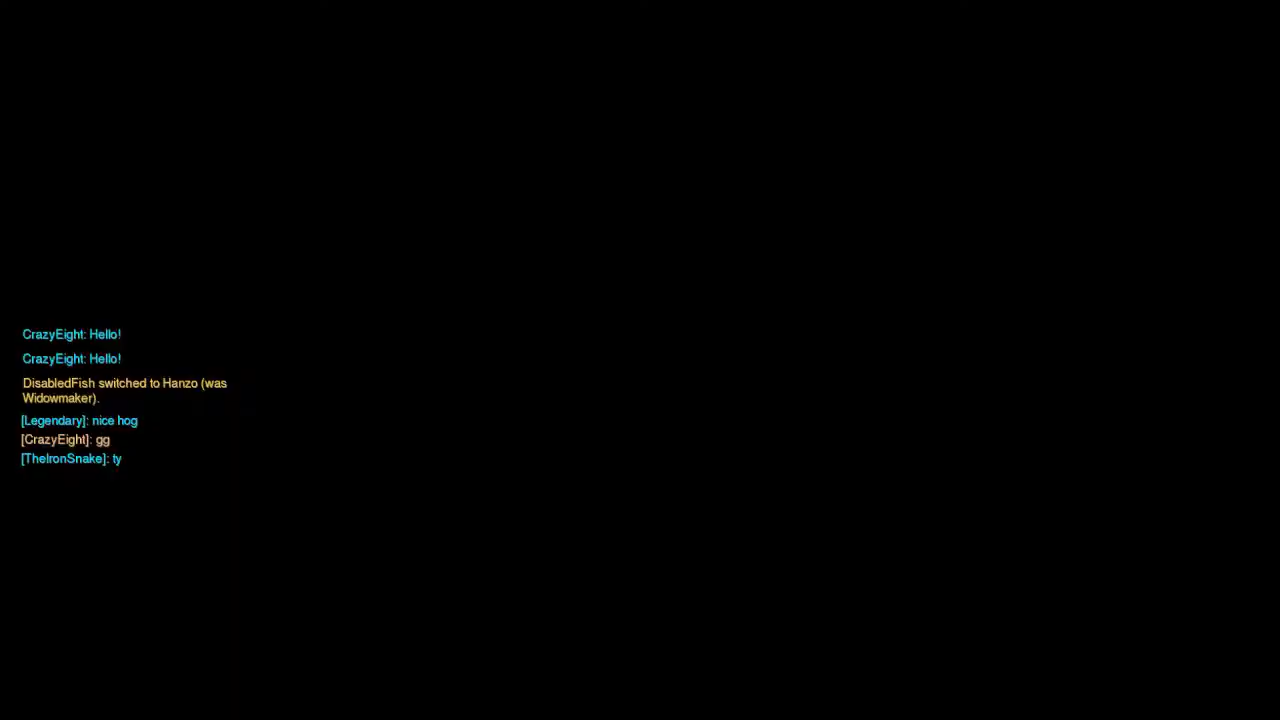 CrazyEight: Hello!
CrazyEight: Hello!
DisabledFish switched to Hanzo (was
Widowmaker).
[Legendary]: nice hog
[CrazyEight]: gg
[TheIronSnake]: ty